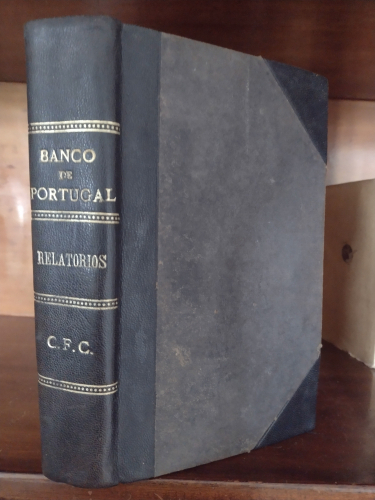 BANCO
DE
PORTUGAL
RELATORIOS
C. F. C.